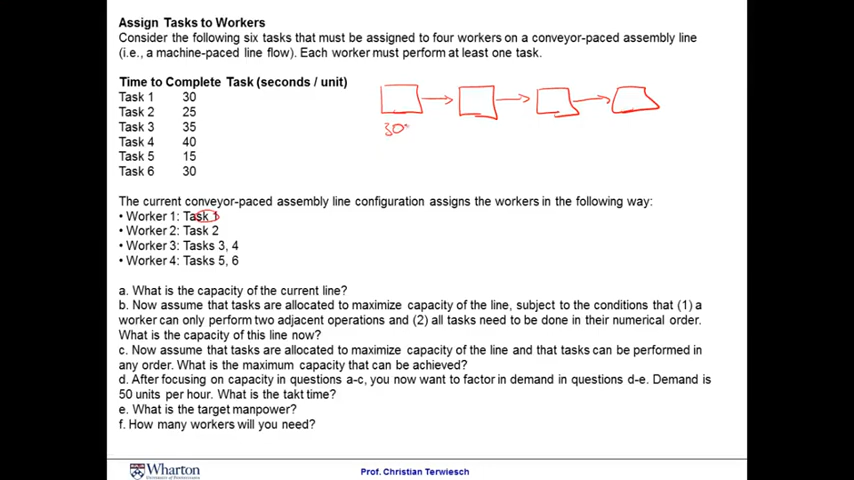 Assign Tasks to Workers
Consider the following six tasks that must be assigned to four workers on a conveyor-paced assembly line
(i.e., a machine-paced line flow). Each worker must perform at least one task.
Time to Complete Task (seconds / unit)
Task 1 30
Task 2 25
Task 3 35
Task 4 40
Task 5 15
Task 6 30
30
The current conveyor-paced assembly line configuration assigns the workers in the following way:
• Worker 1: Task 1
• Worker 2: Task 2
• Worker 3: Tasks 3, 4
• Worker 4: Tasks 5, 6
a. What is the capacity of the current line?
b. Now assume that tasks are allocated to maximize capacity of the line, subject to the conditions that (1) a
worker can only perform two adjacent operations and (2) all tasks need to be done in their numerical order.
What is the capacity of this line now?
c. Now assume that tasks are allocated to maximize capacity of the line and that tasks can be performed in
any order. What is the maximum capacity that can be achieved?
d. After focusing on capacity in questions a-c, you now want to factor in demand in questions d-e. Demand is
50 units per hour. What is the takt time?
e. What is the target manpower?
f. How many workers will you need?
Wharton
Prof. Christian Terwiesch